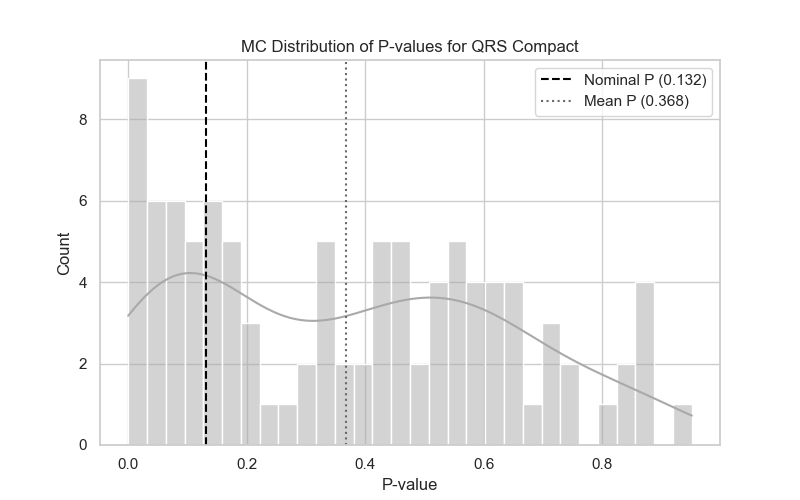 MC Distribution of P-values for QRS Compact
Nominal P (0.132)
Mean P (0.368)
Count
8
6
4
2
0
0.0 0.2 0.4 0.6 0.8
P-value